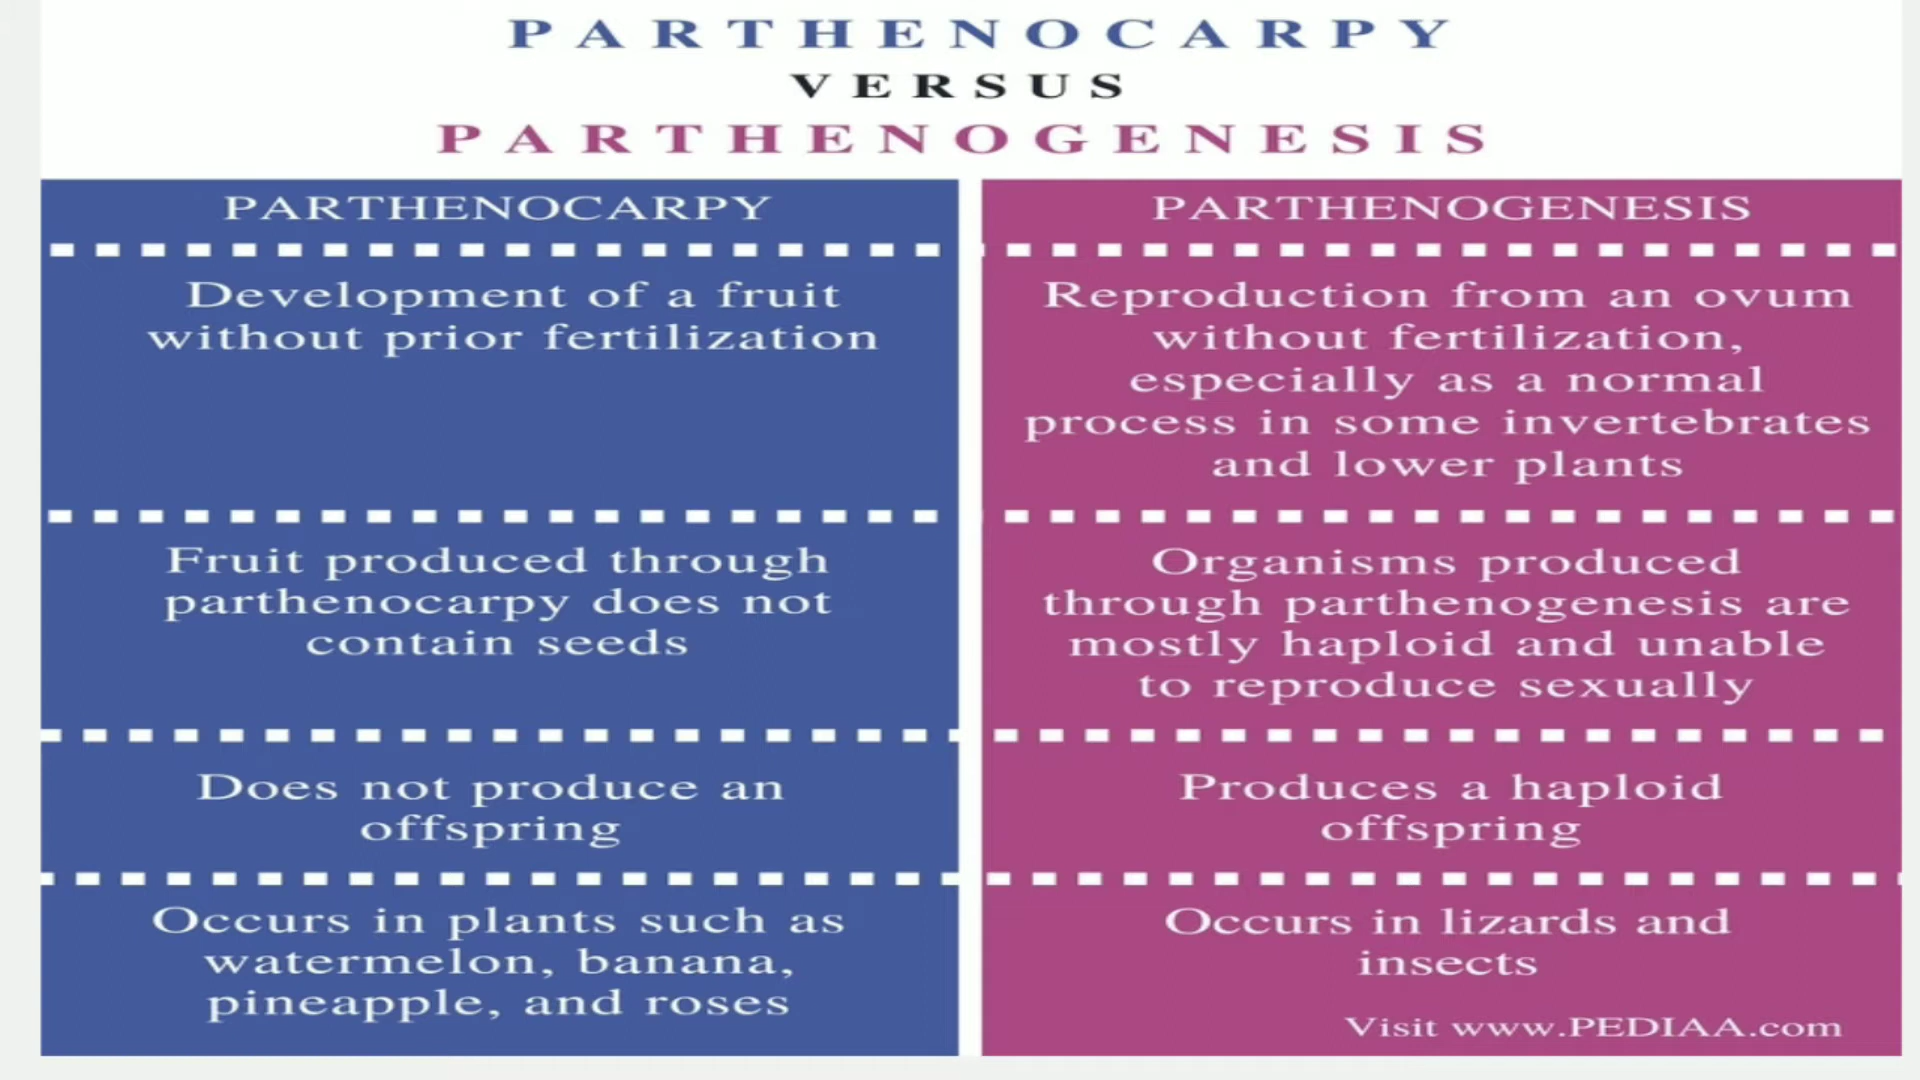 PARTHENOCARPY
VERSUS
PARTHENOGENESIS
PARTHENOCARPY
Development of a fruit
without prior fertilization
Fruit produced through
parthenocarpy does not
contain seeds
Does not produce an
offspring
Occurs in plants such as
watermelon, banana,
pineapple, and roses
PARTHENOGENESIS
Reproduction from an ovum
without fertilization,
especially as a normal
process in some invertebrates
and lower plants
Organisms produced
through parthenogenesis are
mostly haploid and unable
to reproduce sexually
Produces a haploid
offspring
Occurs in lizards and
insects
Visit www.PEDIAA.com